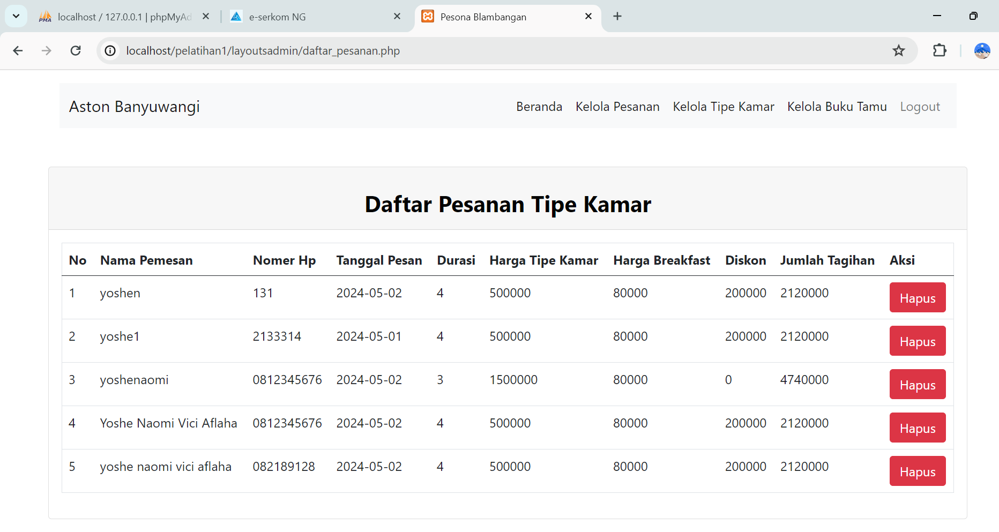 localhost / 127.0.0.1 | phpMyAd
e-serkom NG
Pesona Blambangan
localhost/pelatihan1/layoutsadmin/daftar_pesanan.php
Aston Banyuwangi Beranda Kelola Pesanan Kelola Tipe Kamar Kelola Buku Tamu Logout
Daftar Pesanan Tipe Kamar
No Nama Pemesan Nomer Hp Tanggal Pesan Durasi Harga Tipe Kamar Harga Breakfast Diskon Jumlah Tagihan Aksi
1 yoshen 131 2024-05-02 4 500000 80000 200000 2120000 Hapus
2 yoshe1 2133314 2024-05-01 4 500000 80000 200000 2120000 Hapus
3 yoshenaomi 0812345676 2024-05-02 3 1500000 80000 0 4740000 Hapus
4 Yoshe Naomi Vici Aflaha 0812345676 2024-05-02 4 500000 80000 200000 2120000 Hapus
5 yoshe naomi vici aflaha 082189128 2024-05-02 4 500000 80000 200000 2120000 Hapus